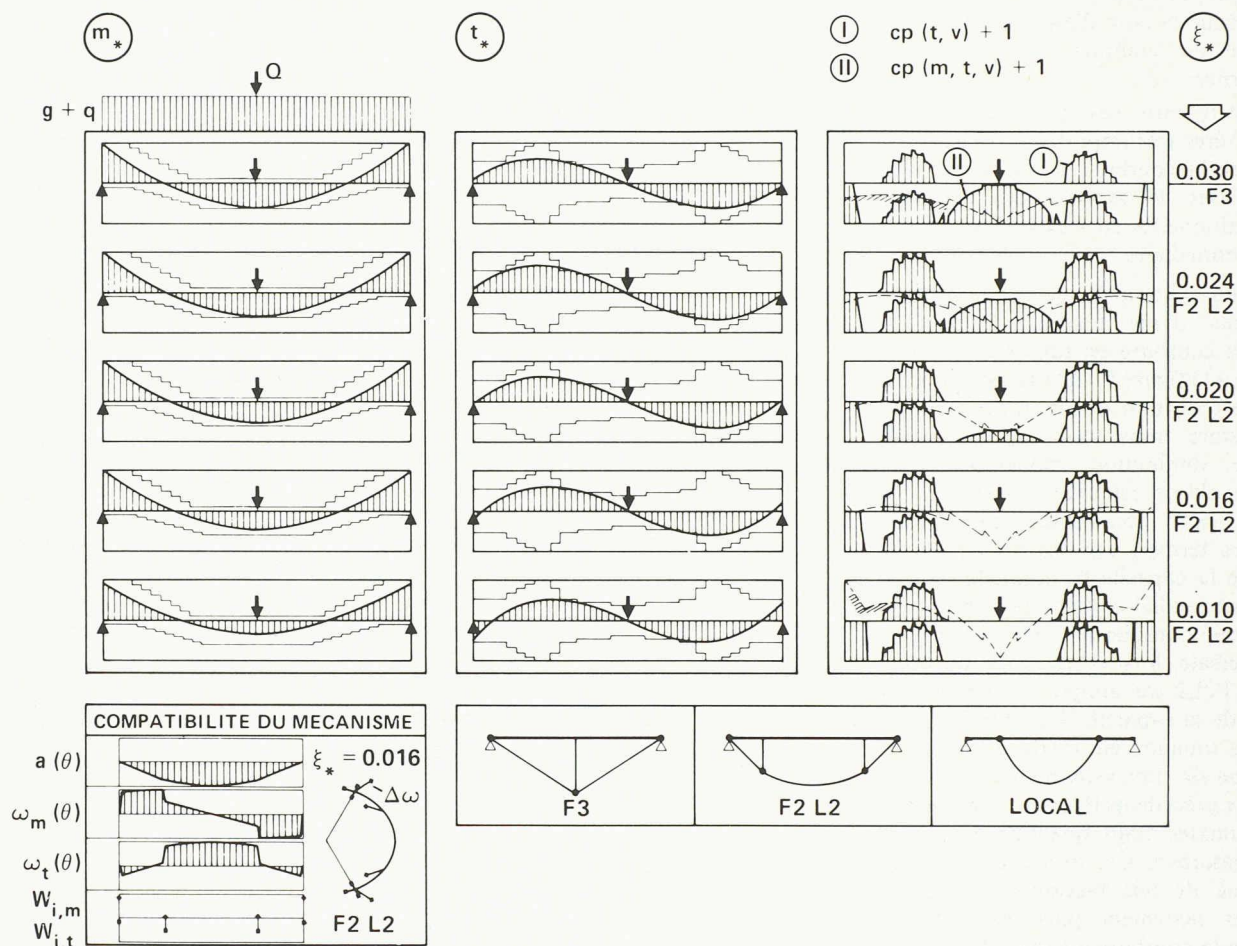 m*
t*
Ⓘ cp (t, v) + 1
Ⓘ Ⓘ cp (m, t, v) + 1
ξ*
Q
g + q
II
I
0.030
F3
0.024
F2 L2
0.020
F2 L2
0.016
F2 L2
0.010
F2 L2
COMPATIBILITE DU MECANISME
a (θ)
ξ* = 0.016
Δω
ωm (θ)
ωt (θ)
Wi,m
Wi,t
F2 L2
F3
F2 L2
LOCAL